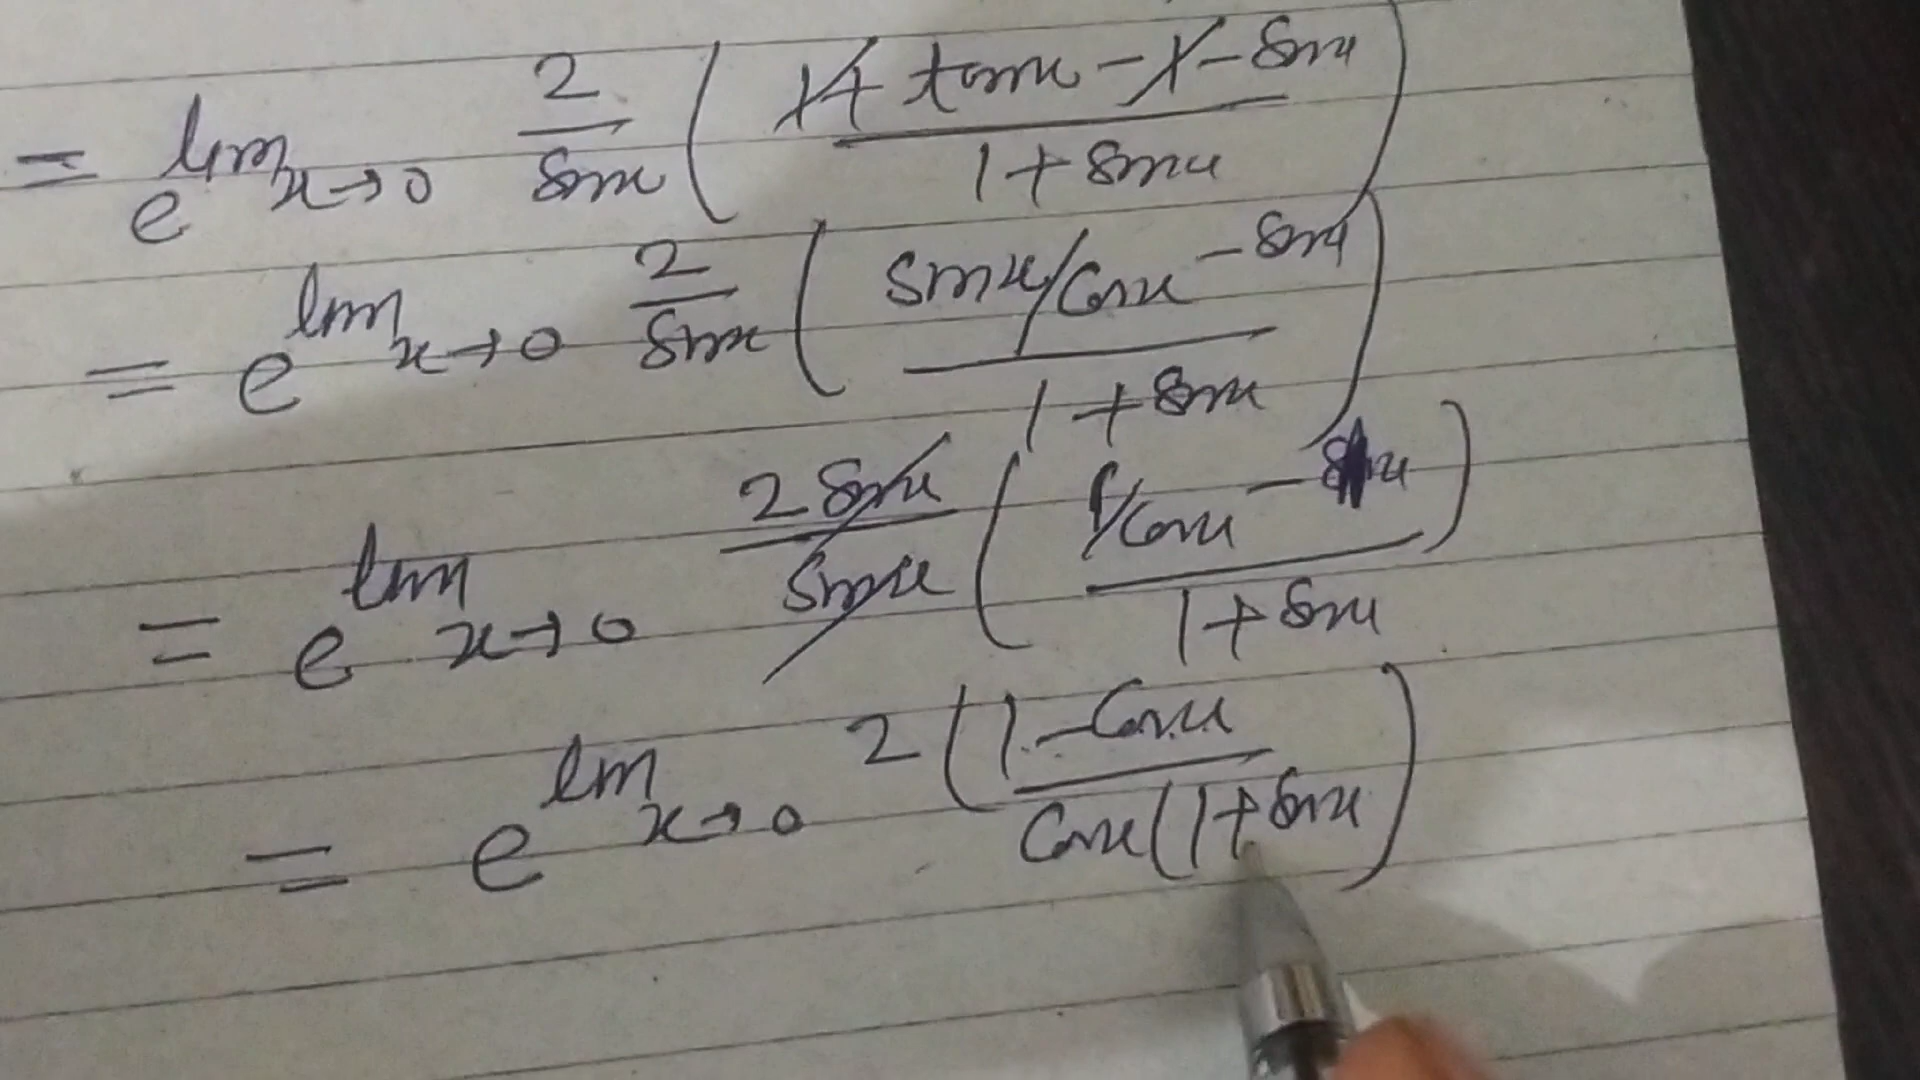 = e lim x→0 2/sinx ( 1+tanx-1-sinx / 1+sinx )
= e lim x→0 2/sinx ( sinx/cosx - sinx / 1+sinx )
= e lim x→0 2sinx/sinx ( 1/cosx - 1 / 1+sinx )
= e lim x→0 2 ( 1-cosx / cosx(1+sinx )